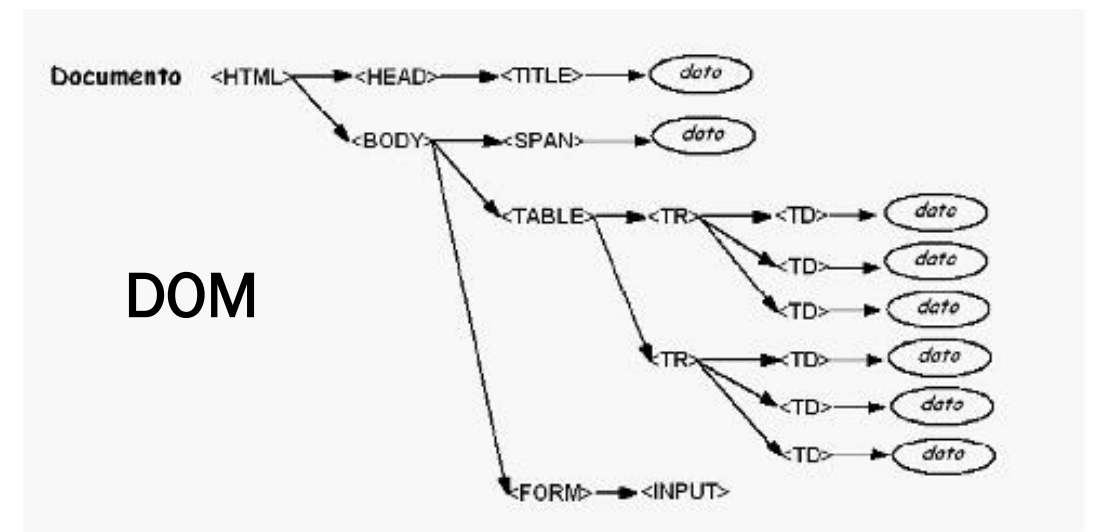 Documento <HTML> <HEAD> <TITLE> dato
<BODY> <SPAN> dato
<TABLE> <TR> <TD> dato
<TD> dato
DOM
<TD> dato
<TR> <TD> dato
<TD> dato
<TD> dato
<FORM> <INPUT>